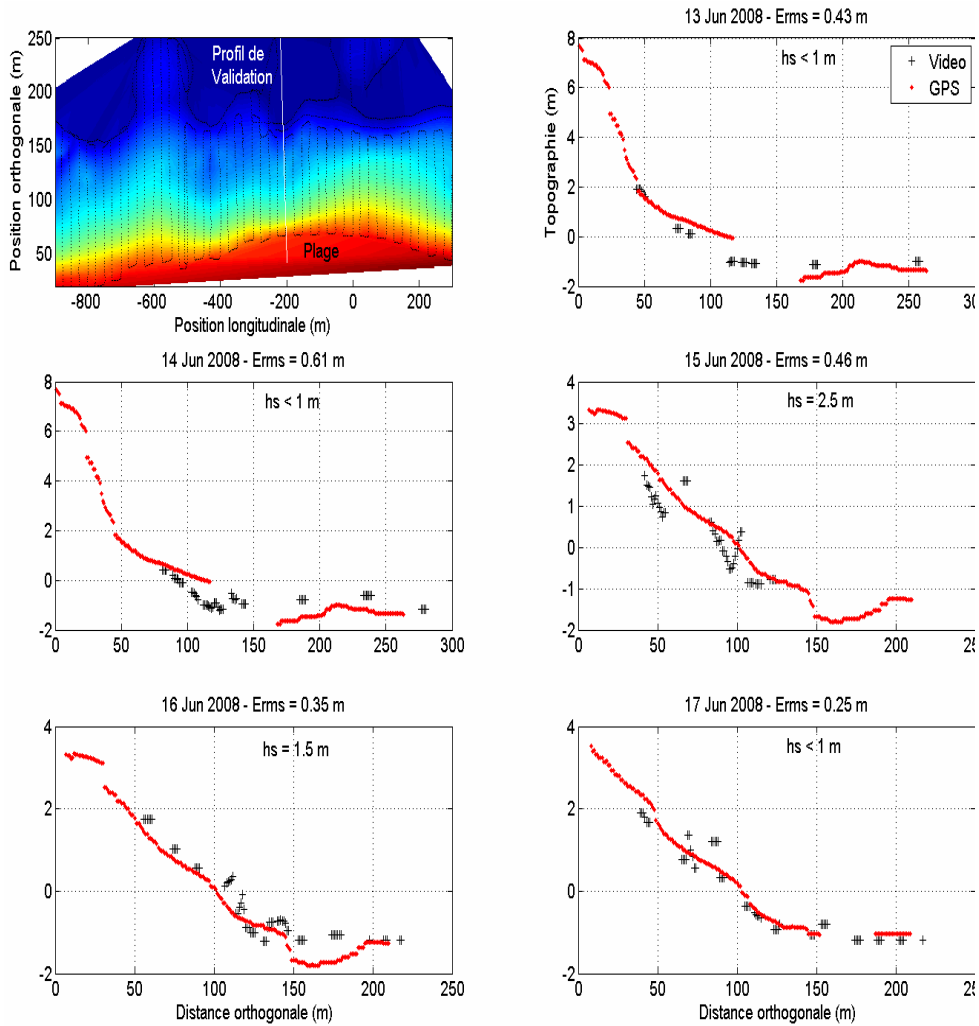 13 Jun 2008 - Erms = 0.43 m
250
200
150
100
50
Position orthogonale (m)
Profil de
Validation
Plage
-800 -600 -400 -200 0 200
Position longitudinale (m)
8
6
4
2
0
-2
Topographie (m)
hs < 1 m
Video
GPS
0 50 100 150 200 250 300
14 Jun 2008 - Erms = 0.61 m
8
6
4
2
0
-2
hs < 1 m
0 50 100 150 200 250 300
15 Jun 2008 - Erms = 0.46 m
4
3
2
1
0
-1
-2
hs = 2.5 m
0 50 100 150 200 25
16 Jun 2008 - Erms = 0.35 m
4
2
0
-2
hs = 1.5 m
0 50 100 150 200 250
Distance orthogonale (m)
17 Jun 2008 - Erms = 0.25 m
4
2
0
-2
hs < 1 m
0 50 100 150 200 25
Distance orthogonale (m)